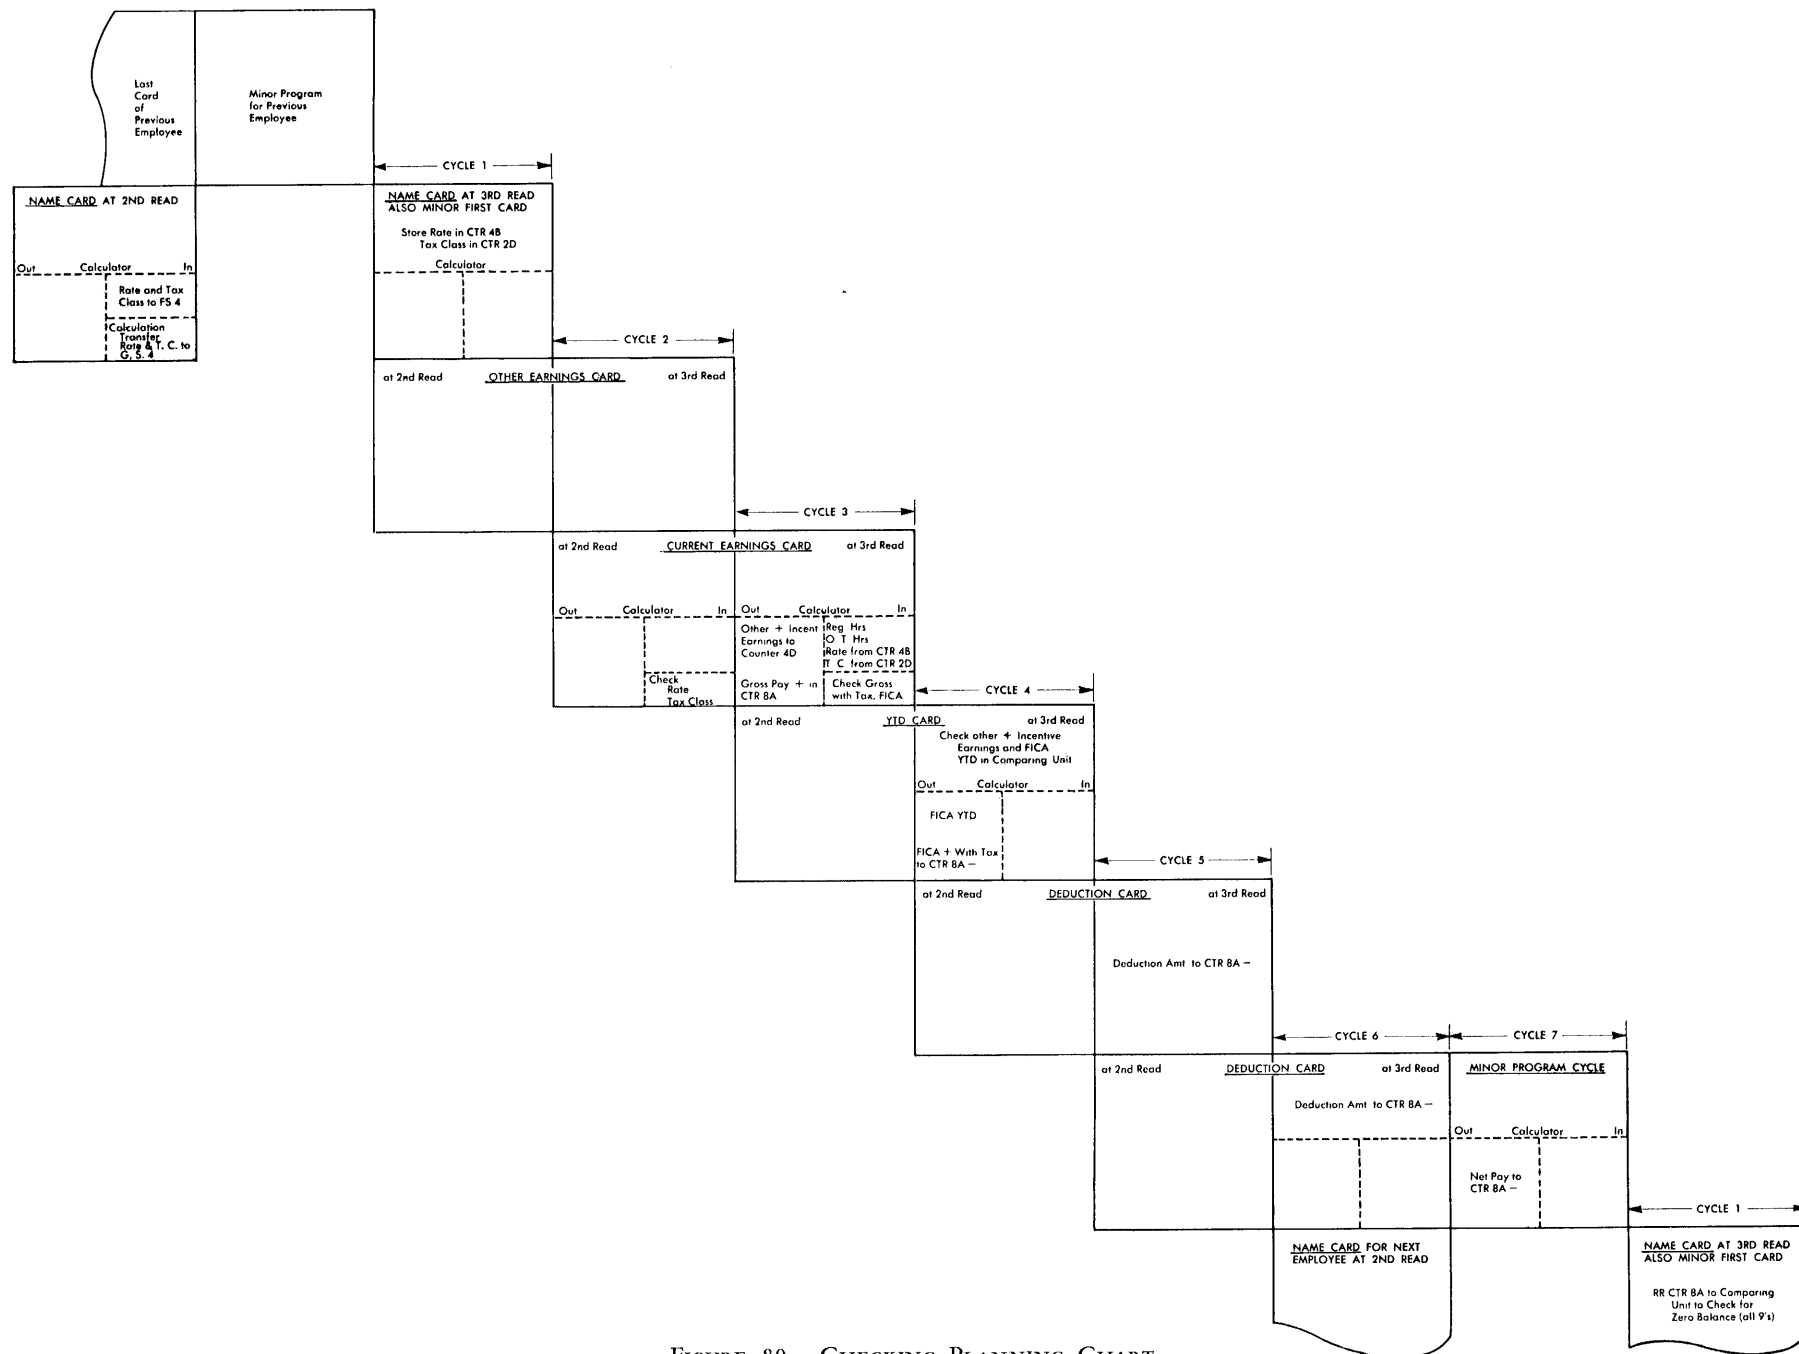 Last
Card
of
Previous
Employee
Minor Program
for Previous
Employee
CYCLE 1
NAME CARD AT 2ND READ
Out Calculator In
Rate and Tax
Class to FS 4
Calculation
Transfer
Rate & T. C. to
G. S. 4
NAME CARD AT 3RD READ
ALSO MINOR FIRST CARD
Store Rate in CTR 4B
Tax Class in CTR 2D
Calculator
CYCLE 2
at 2nd Read OTHER EARNINGS CARD at 3rd Read
CYCLE 3
at 2nd Read CURRENT EARNINGS CARD at 3rd Read
Out Calculator In
Check
Rate
Tax Class
Out Calculator In
Other + Incent
Earnings to
Counter 4D
Gross Pay + in
CTR 8A
Reg Hrs
O T Hrs
Rate from CTR 4B
T C from CTR 2D
Check Gross
with Tax, FICA
CYCLE 4
at 2nd Read YTD CARD at 3rd Read
Check other + Incentive
Earnings and FICA
YTD in Comparing Unit
Out Calculator In
FICA YTD
FICA + With Tax
to CTR 8A −
CYCLE 5
at 2nd Read DEDUCTION CARD at 3rd Read
Deduction Amt to CTR 8A −
CYCLE 6
CYCLE 7
at 2nd Read DEDUCTION CARD at 3rd Read
Deduction Amt to CTR 8A −
MINOR PROGRAM CYCLE
Out Calculator In
Net Pay to
CTR 8A −
CYCLE 1
NAME CARD FOR NEXT
EMPLOYEE AT 2ND READ
NAME CARD AT 3RD READ
ALSO MINOR FIRST CARD
RR CTR 8A to Comparing
Unit to Check for
Zero Balance (all 9's)
FIGURE 80 CHECKING PLANNING CHART